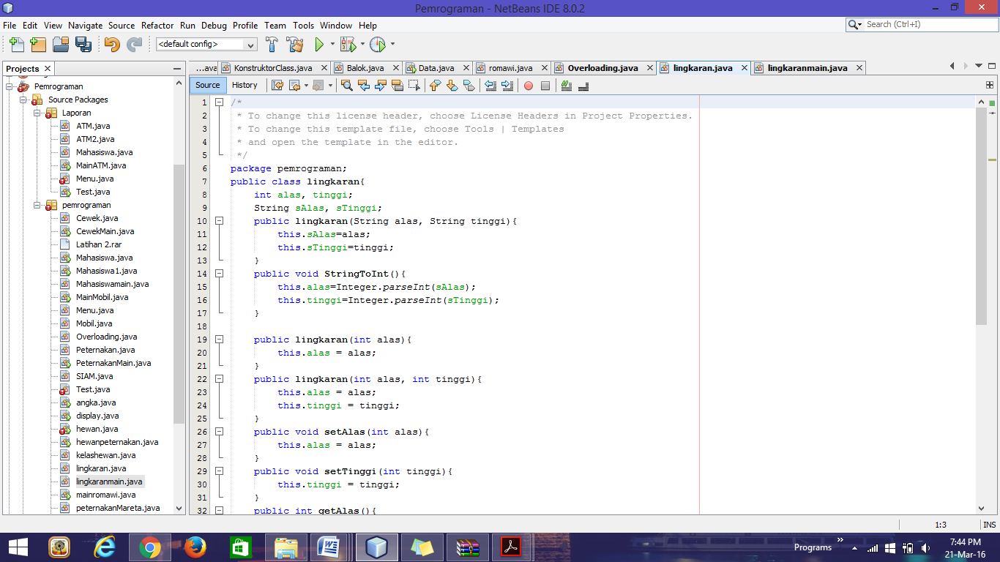 Pemrograman - NetBeans IDE 8.0.2
File Edit View Navigate Source Refactor Run Debug Profile Team Tools Window Help
Search (Ctrl+I)
<default config>
Projects
Pemrograman
Source Packages
Laporan
ATM.java
ATM2.java
Mahasiswa.java
MainATM.java
Menu.java
Test.java
pemrograman
Cewek.java
CewekMain.java
Latihan 2.rar
Mahasiswa.java
Mahasiswa1.java
Mahasiswamain.java
MainMobil.java
Menu.java
Mobil.java
Overloading.java
Peternakan.java
PeternakanMain.java
SIAM.java
Test.java
angka.java
display.java
hewan.java
hewanpeternakan.java
kelashewan.java
lingkaran.java
lingkaranmain.java
mainromawi.java
peternakanMareta.java
...ava KonstruktorClass.java Balok.java Data.java romawi.java Overloading.java lingkaran.java lingkaranmain.java
Source History
1 /*
2 * To change this license header, choose License Headers in Project Properties.
3 * To change this template file, choose Tools | Templates
4 * and open the template in the editor.
5 */
6 package pemrograman;
7 public class lingkaran{
8 int alas, tinggi;
9 String sAlas, sTinggi;
10 public lingkaran(String alas, String tinggi){
11 this.sAlas=alas;
12 this.sTinggi=tinggi;
13 }
14 public void StringToInt(){
15 this.alas=Integer.parseInt(sAlas);
16 this.tinggi=Integer.parseInt(sTinggi);
17 }
18
19 public lingkaran(int alas){
20 this.alas = alas;
21 }
22 public lingkaran(int alas, int tinggi){
23 this.alas = alas;
24 this.tinggi = tinggi;
25 }
26 public void setAlas(int alas){
27 this.alas = alas;
28 }
29 public void setTinggi(int tinggi){
30 this.tinggi = tinggi;
31 }
32 public int getAlas(){
1:3 INS
Programs
7:44 PM
21-Mar-16